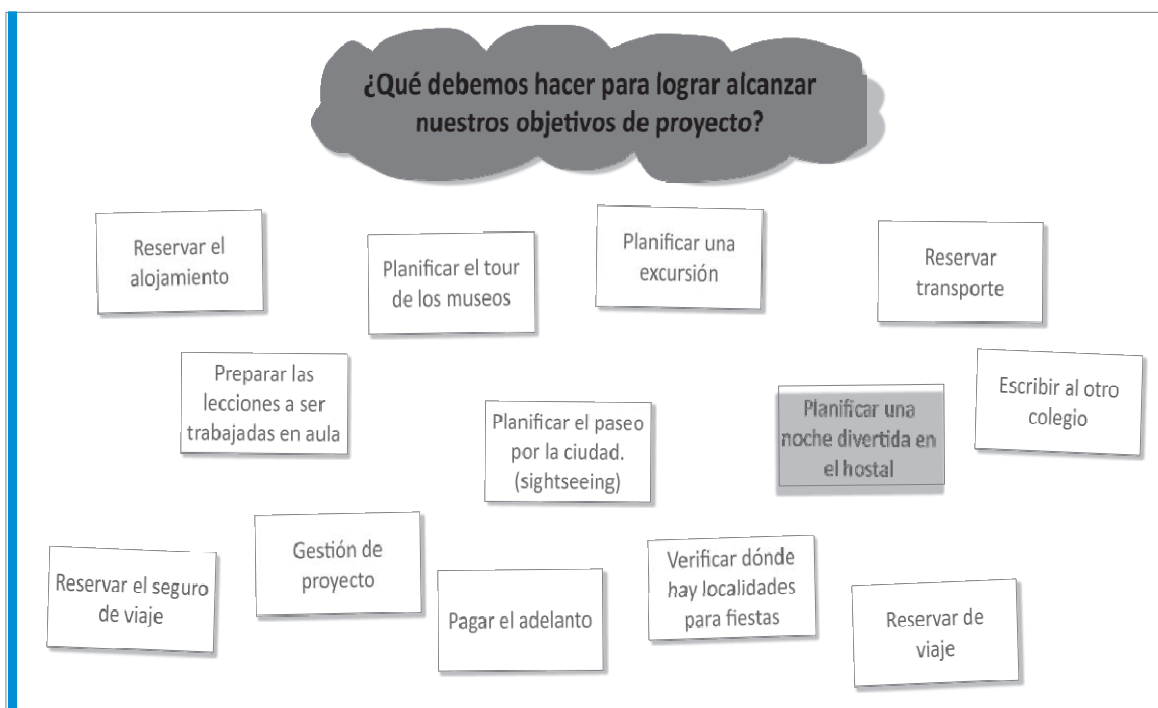 ¿Qué debemos hacer para lograr alcanzar
nuestros objetivos de proyecto?
Reservar el
alojamiento
Planificar el tour
de los museos
Planificar una
excursión
Reservar
transporte
Preparar las
lecciones a ser
trabajadas en aula
Planificar el paseo
por la ciudad.
(sightseeing)
Planificar una
noche divertida en
el hostal
Escribir al otro
colegio
Reservar el seguro
de viaje
Gestión de
proyecto
Pagar el adelanto
Verificar dónde
hay localidades
para fiestas
Reservar de
viaje